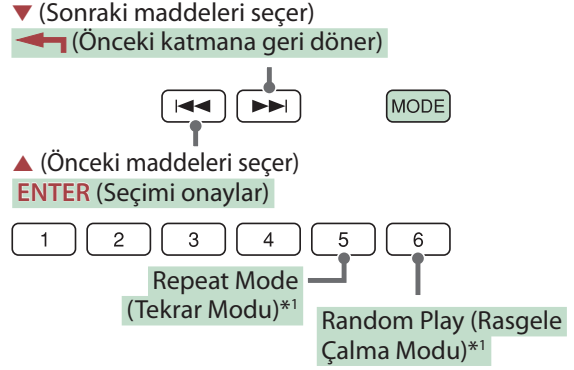 ▼ (Sonraki maddeleri seçer)
(Önceki katmana geri döner)
MODE
▲ (Önceki maddeleri seçer)
ENTER (Seçimi onaylar)
1 2 3 4 5 6
Repeat Mode
(Tekrar Modu)*1
Random Play (Rasgele
Çalma Modu)*1